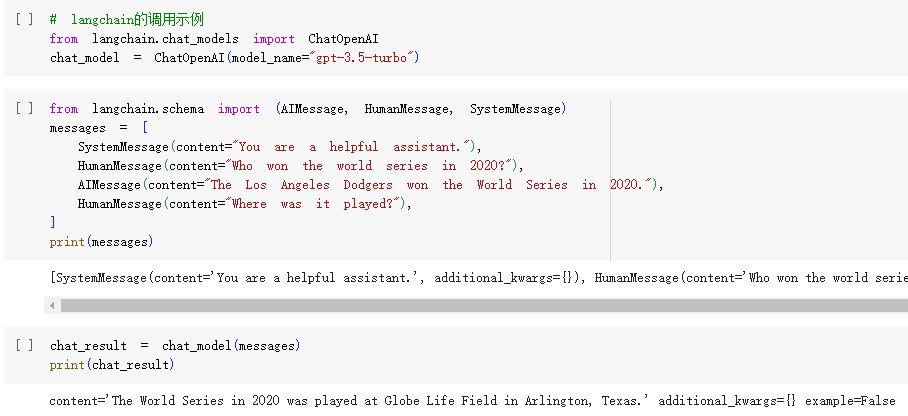 [ ] # langchain的调用示例
from langchain.chat_models import ChatOpenAI
chat_model = ChatOpenAI(model_name="gpt-3.5-turbo")
[ ] from langchain.schema import (AIMessage, HumanMessage, SystemMessage)
messages = [
SystemMessage(content="You are a helpful assistant."),
HumanMessage(content="Who won the world series in 2020?"),
AIMessage(content="The Los Angeles Dodgers won the World Series in 2020."),
HumanMessage(content="Where was it played?"),
]
print(messages)
[SystemMessage(content='You are a helpful assistant.', additional_kwargs={}), HumanMessage(content='Who won the world serie
[ ] chat_result = chat_model(messages)
print(chat_result)
content='The World Series in 2020 was played at Globe Life Field in Arlington, Texas.' additional_kwargs={} example=False